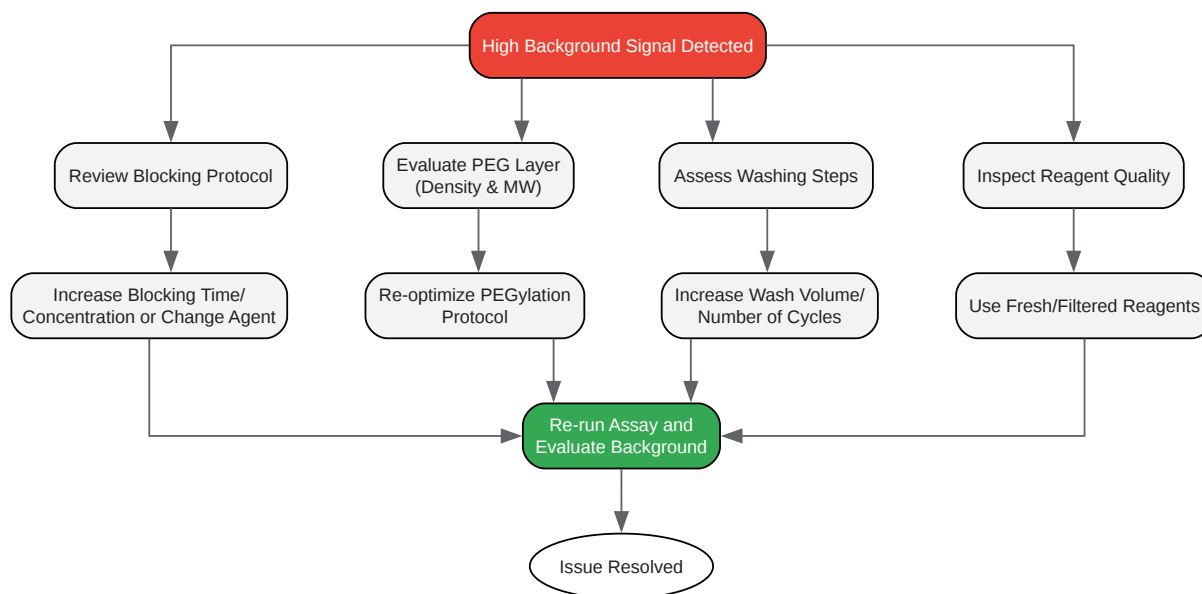 High Background Signal Detected
Review Blocking Protocol
Evaluate PEG Layer
(Density & MW)
Assess Washing Steps
Inspect Reagent Quality
Increase Blocking Time/
Concentration or Change Agent
Re-optimize PEGylation
Protocol
Increase Wash Volume/
Number of Cycles
Use Fresh/Filtered Reagents
Re-run Assay and
Evaluate Background
Issue Resolved